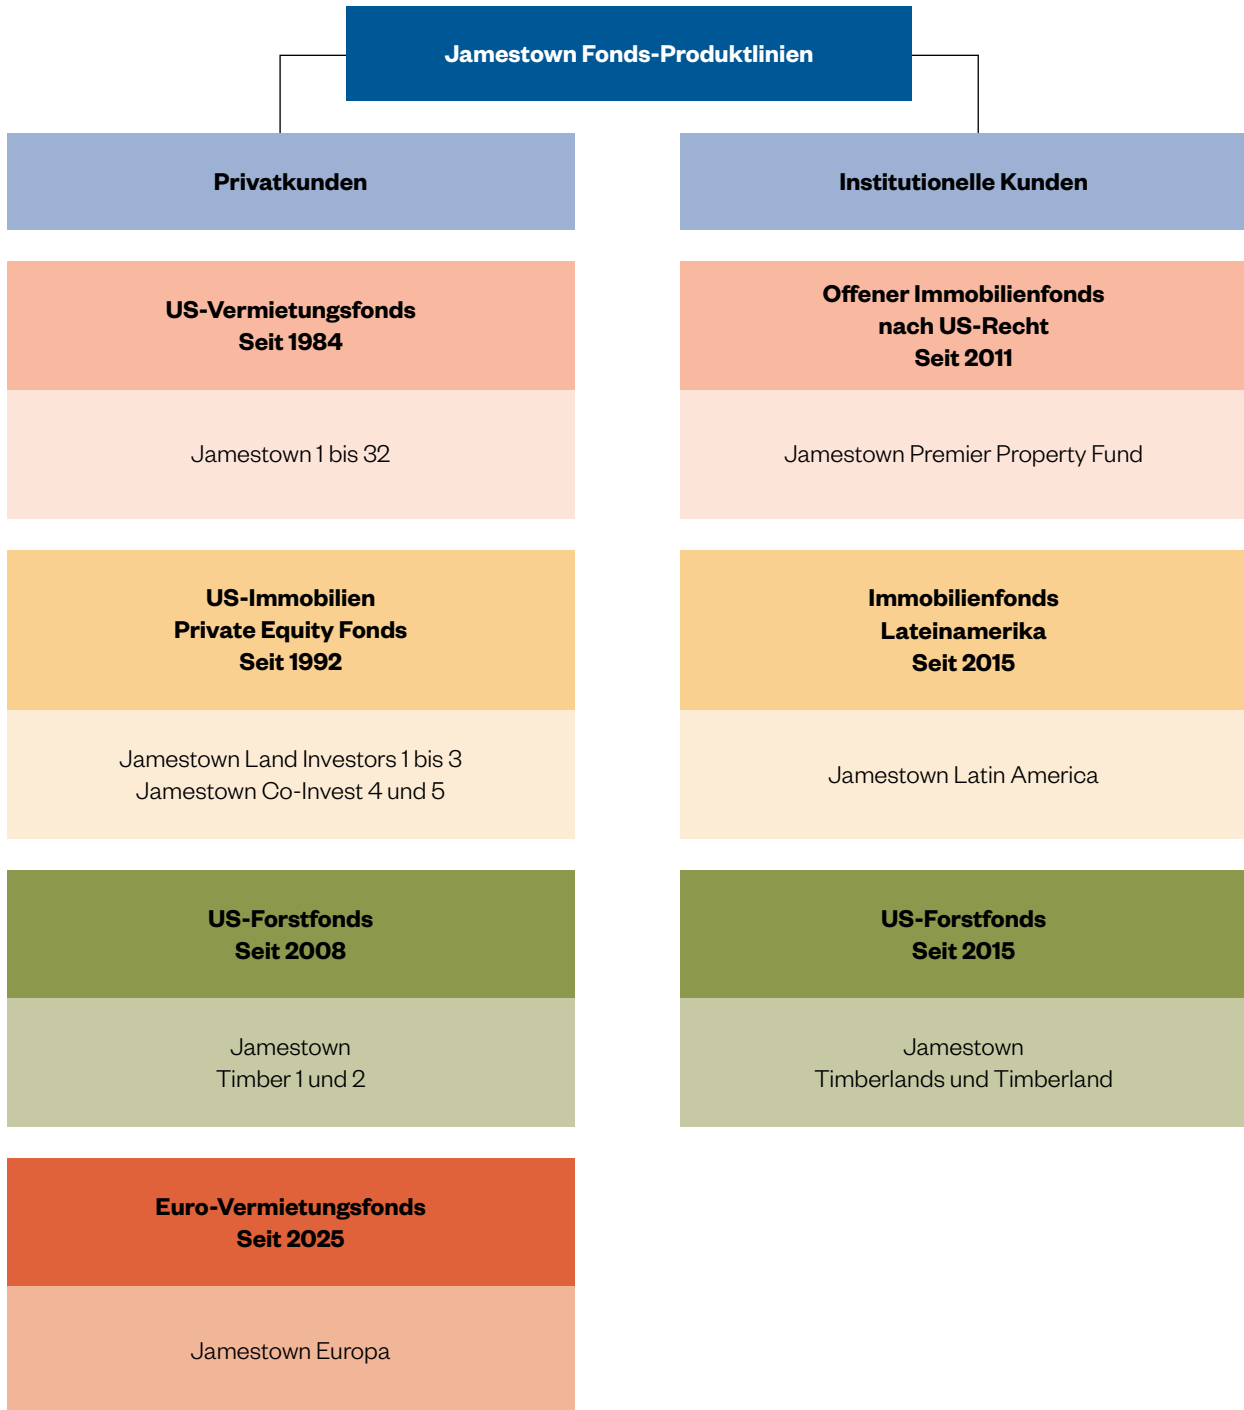 Jamestown Fonds-Produktlinien
Privatkunden
US-Vermietungsfonds
Seit 1984
Jamestown 1 bis 32
US-Immobilien
Private Equity Fonds
Seit 1992
Jamestown Land Investors 1 bis 3
Jamestown Co-Invest 4 und 5
US-Forstfonds
Seit 2008
Jamestown
Timber 1 und 2
Euro-Vermietungsfonds
Seit 2025
Jamestown Europa
Institutionelle Kunden
Offener Immobilienfonds
nach US-Recht
Seit 2011
Jamestown Premier Property Fund
Immobilienfonds
Lateinamerika
Seit 2015
Jamestown Latin America
US-Forstfonds
Seit 2015
Jamestown
Timberlands und Timberland